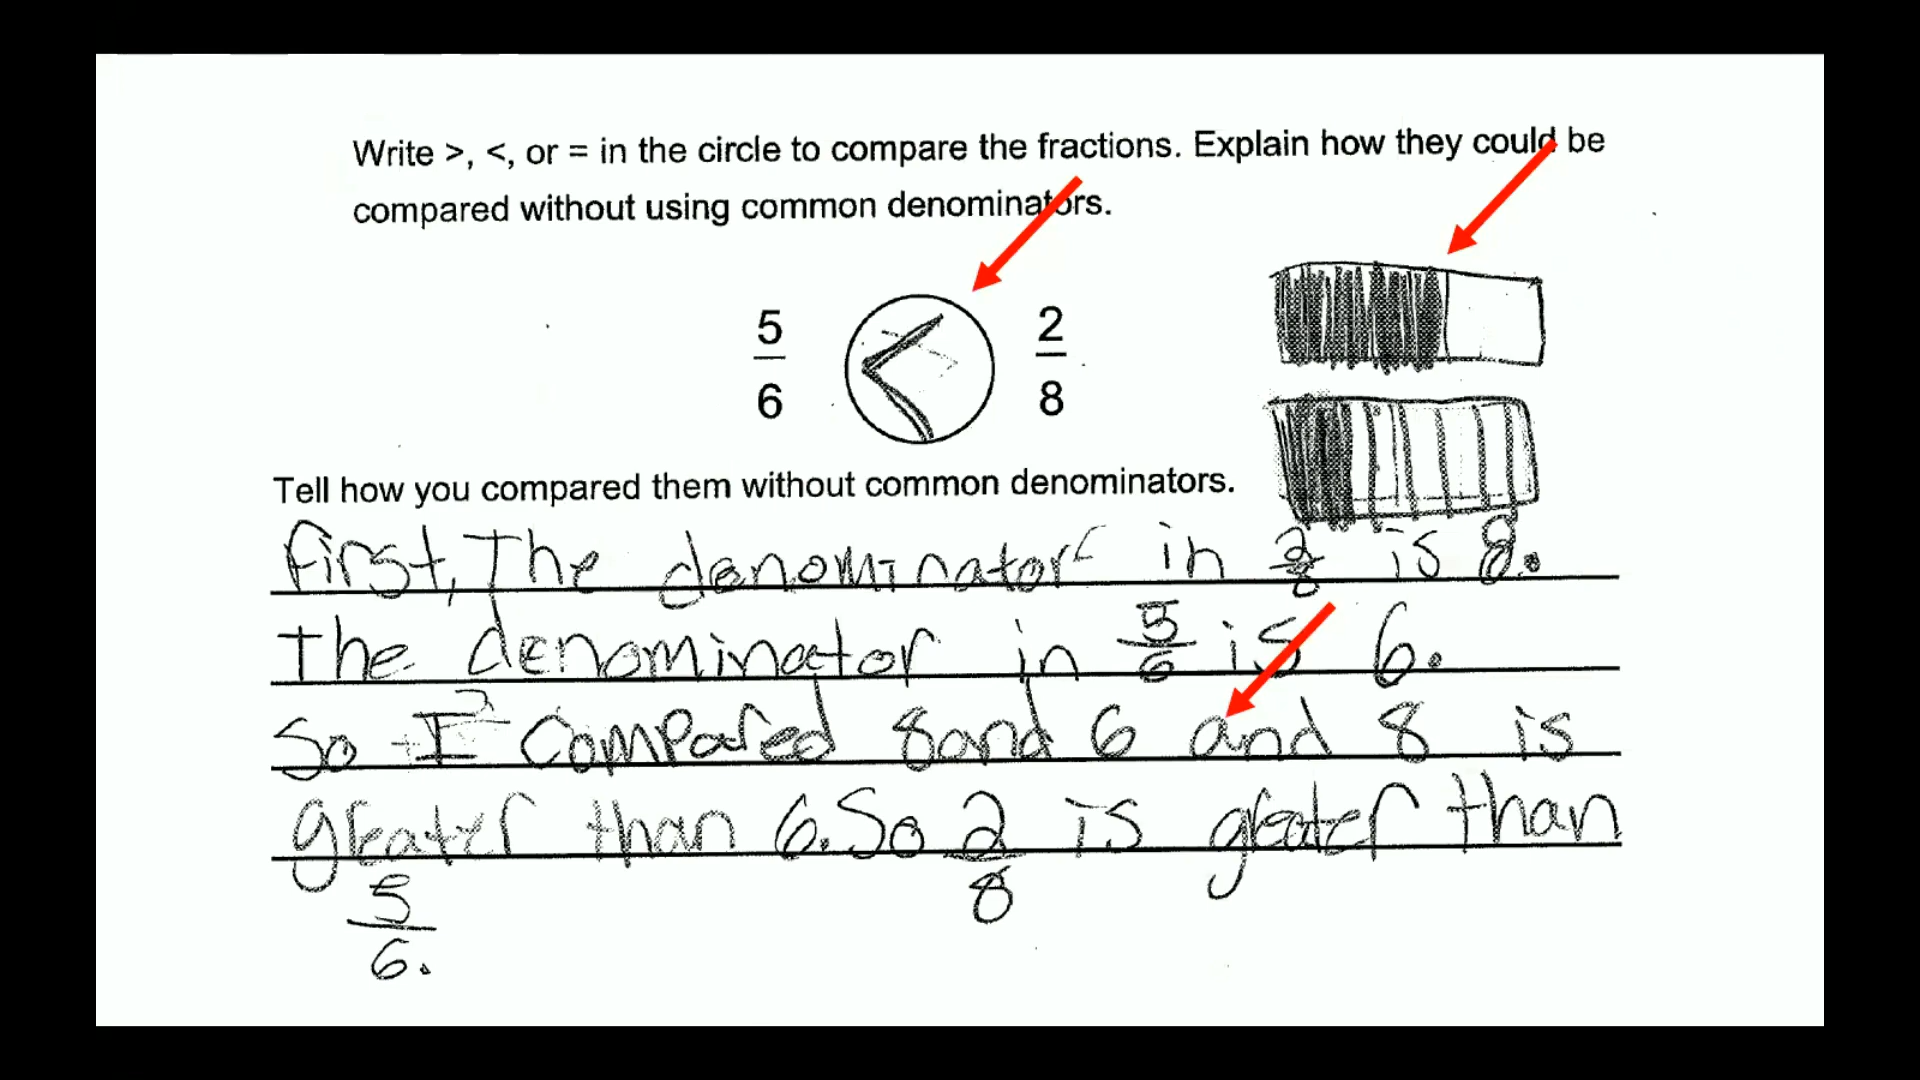 Write >, <, or = in the circle to compare the fractions. Explain how they could be
compared without using common denominators.
5/6 < 2/8
Tell how you compared them without common denominators.
First, The denominator in 2/8 is 8.
The denominator in 5/6 is 6.
So I compared 8 and 6 and 8 is
greater than 6. So 2/8 is greater than
5/6.